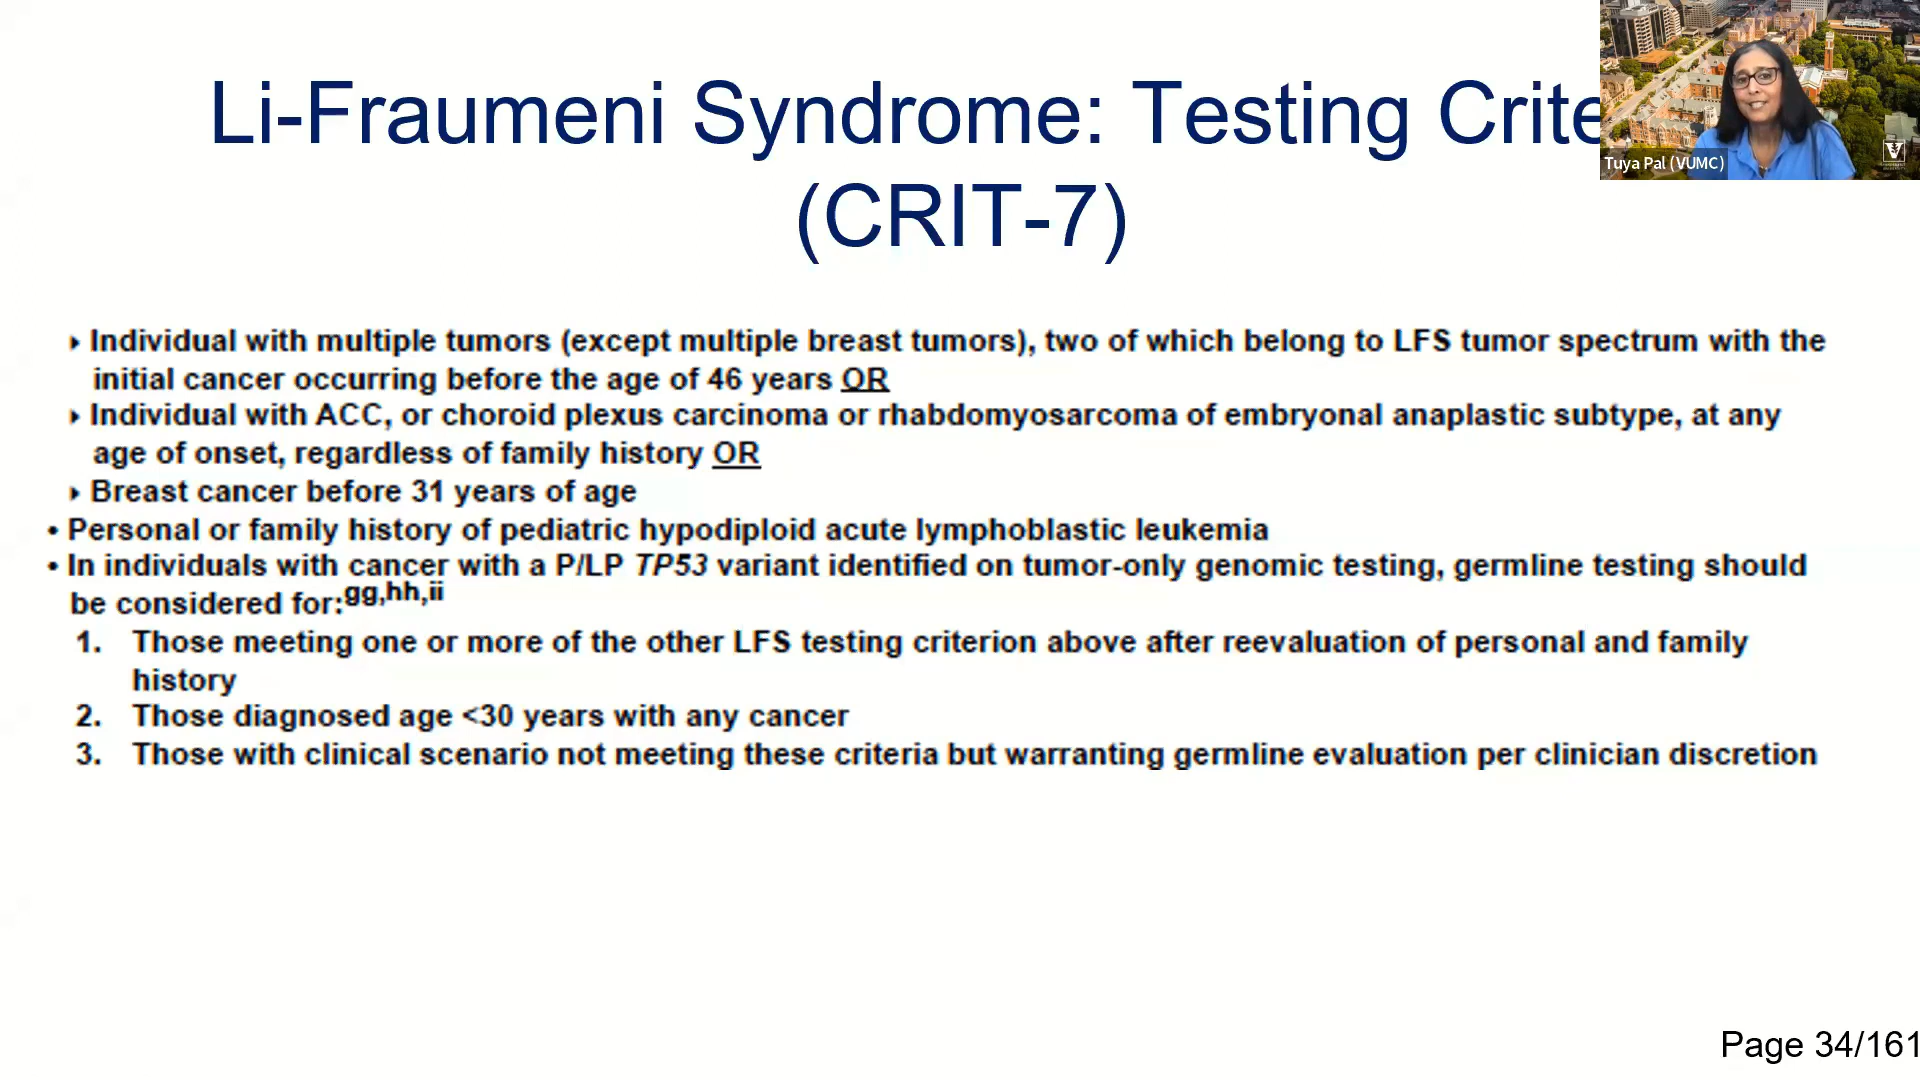 Li-Fraumeni Syndrome: Testing Crite
(CRIT-7)
Tuya Pal (VUMC)
‣ Individual with multiple tumors (except multiple breast tumors), two of which belong to LFS tumor spectrum with the
initial cancer occurring before the age of 46 years OR
‣ Individual with ACC, or choroid plexus carcinoma or rhabdomyosarcoma of embryonal anaplastic subtype, at any
age of onset, regardless of family history OR
‣ Breast cancer before 31 years of age
• Personal or family history of pediatric hypodiploid acute lymphoblastic leukemia
• In individuals with cancer with a P/LP TP53 variant identified on tumor-only genomic testing, germline testing should
be considered for:gg,hh,ii
1. Those meeting one or more of the other LFS testing criterion above after reevaluation of personal and family
history
2. Those diagnosed age <30 years with any cancer
3. Those with clinical scenario not meeting these criteria but warranting germline evaluation per clinician discretion
Page 34/161